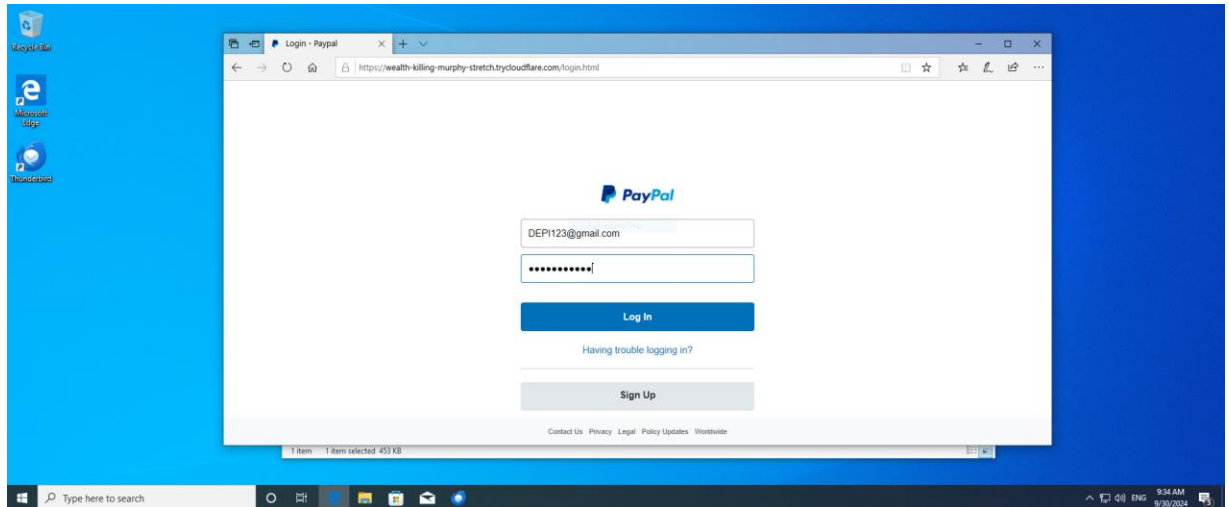 Recycle Bin
Microsoft
Edge
Thunderbird
Login - Paypal
https://wealth-killing-murphy-stretch.trycloudflare.com/login.html
PayPal
DEPI123@gmail.com
•••••••••••
Log In
Having trouble logging in?
Sign Up
Contact Us Privacy Legal Policy Updates Worldwide
1 item 1 item selected 453 KB
Type here to search
ENG
9:34 AM
9/30/2024